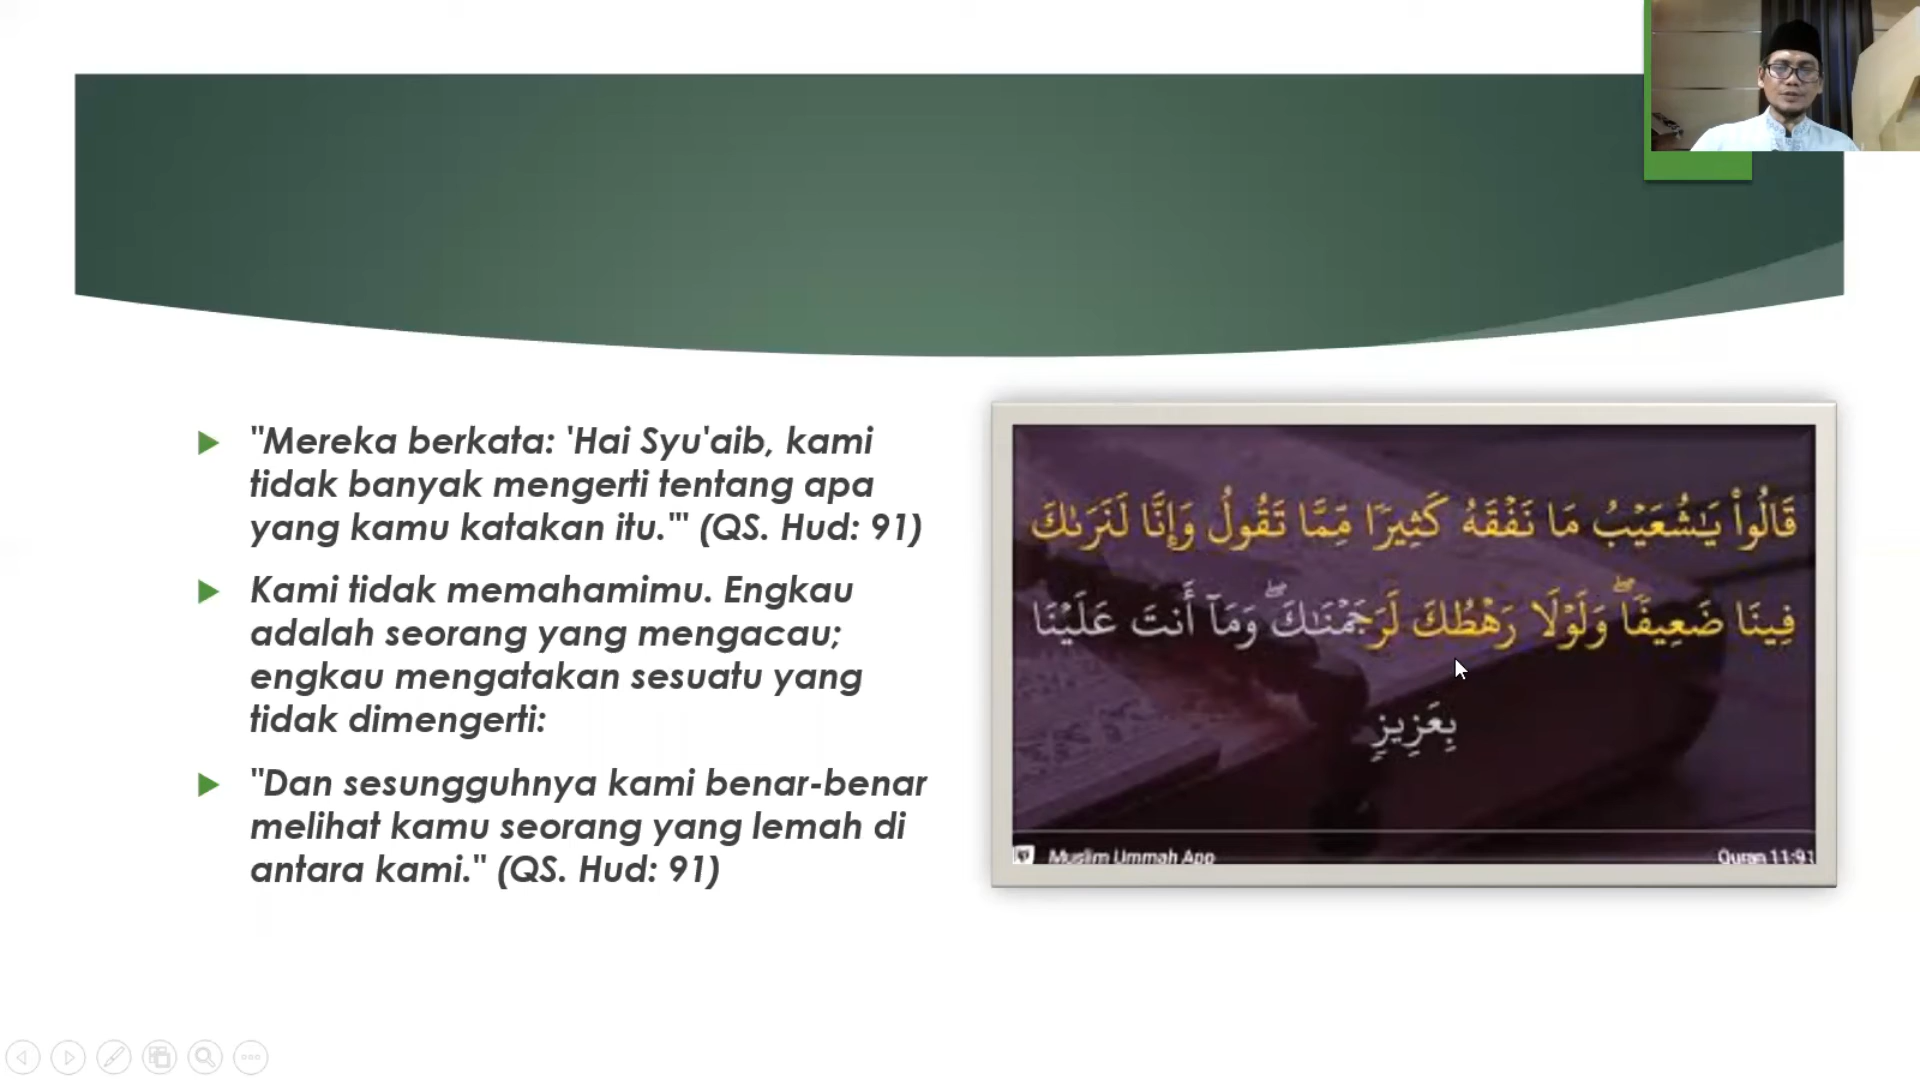 "Mereka berkata: 'Hai Syu'aib, kami
tidak banyak mengerti tentang apa
yang kamu katakan itu.'" (QS. Hud: 91)
Kami tidak memahamimu. Engkau
adalah seorang yang mengacau;
engkau mengatakan sesuatu yang
tidak dimengerti:
"Dan sesungguhnya kami benar-benar
melihat kamu seorang yang lemah di
antara kami." (QS. Hud: 91)
قَالُوا۟ يَـٰشُعَيْبُ مَا نَفْقَهُ كَثِيرًا مِّمَّا تَقُولُ وَإِنَّا لَنَرَىٰكَ
فِينَا ضَعِيفًا ۖ وَلَوْلَا رَهْطُكَ لَرَجَمْنَـٰكَ ۖ وَمَآ أَنتَ عَلَيْنَا
بِعَزِيزٍ
Muslim Ummah App
Quran 11:91